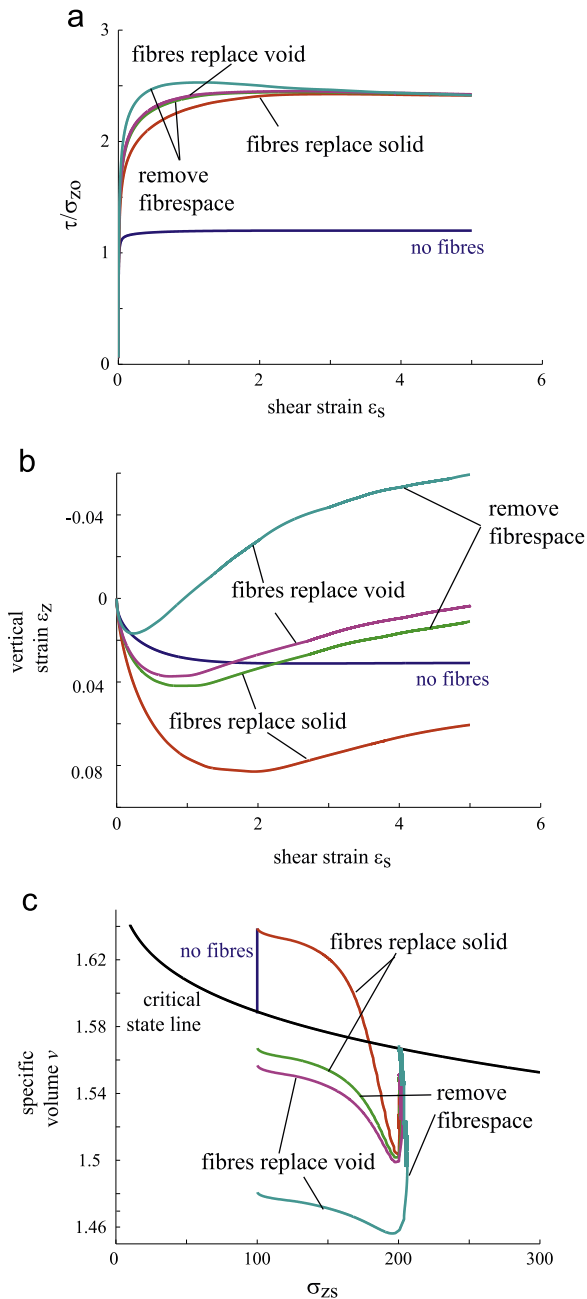 a
fibres replace void
3
2
1
0
τ/σzo
remove
fibrespace
fibres replace solid
no fibres
0
2
4
6
shear strain εs
b
-0.04
0
0.04
0.08
vertical
strain εz
remove
fibrespace
fibres replace void
no fibres
fibres replace solid
0
2
4
6
shear strain εs
c
1.62
1.58
1.54
1.5
1.46
specific
volume v
no fibres
fibres replace solid
critical
state line
remove
fibrespace
fibres replace void
0
100
200
300
σzs